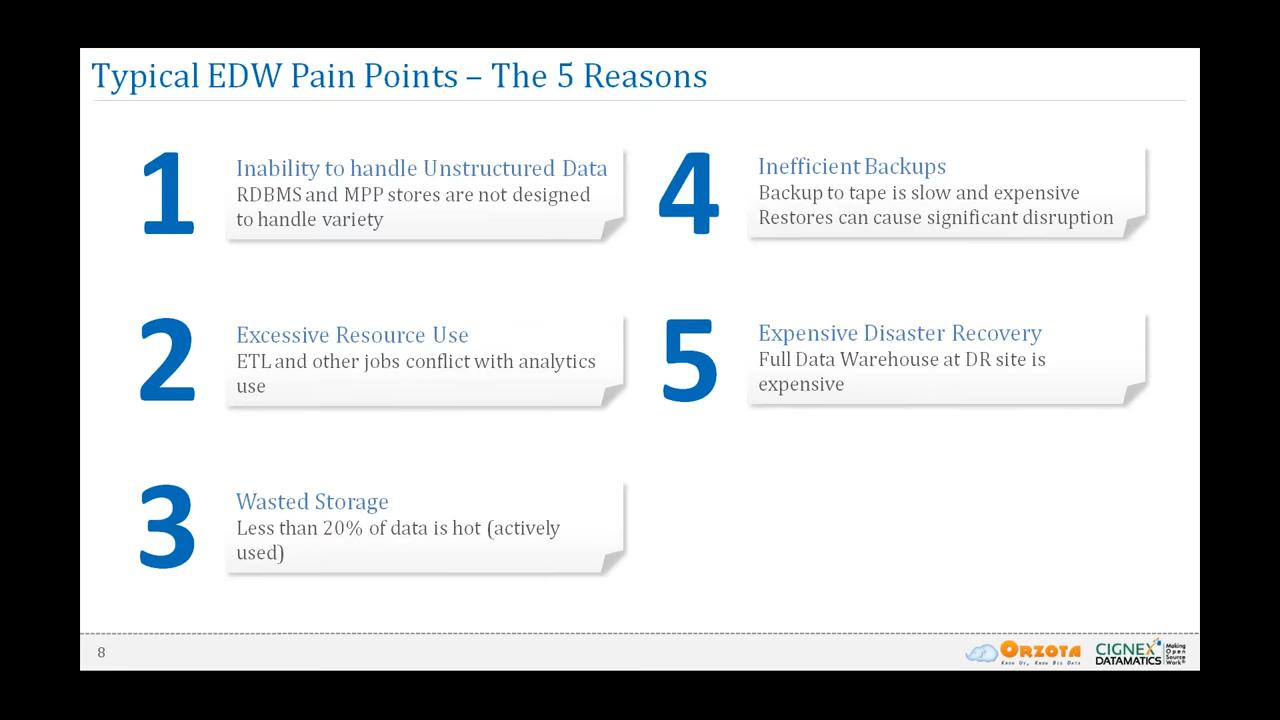 Typical EDW Pain Points – The 5 Reasons
1
Inability to handle Unstructured Data
RDBMS and MPP stores are not designed
to handle variety
2
Excessive Resource Use
ETL and other jobs conflict with analytics
use
3
Wasted Storage
Less than 20% of data is hot (actively
used)
4
Inefficient Backups
Backup to tape is slow and expensive
Restores can cause significant disruption
5
Expensive Disaster Recovery
Full Data Warehouse at DR site is
expensive
8
ORZOTA
Know Us, Know Big Data
CIGNEX
DATAMATICS
Making
Open
Source
Work®